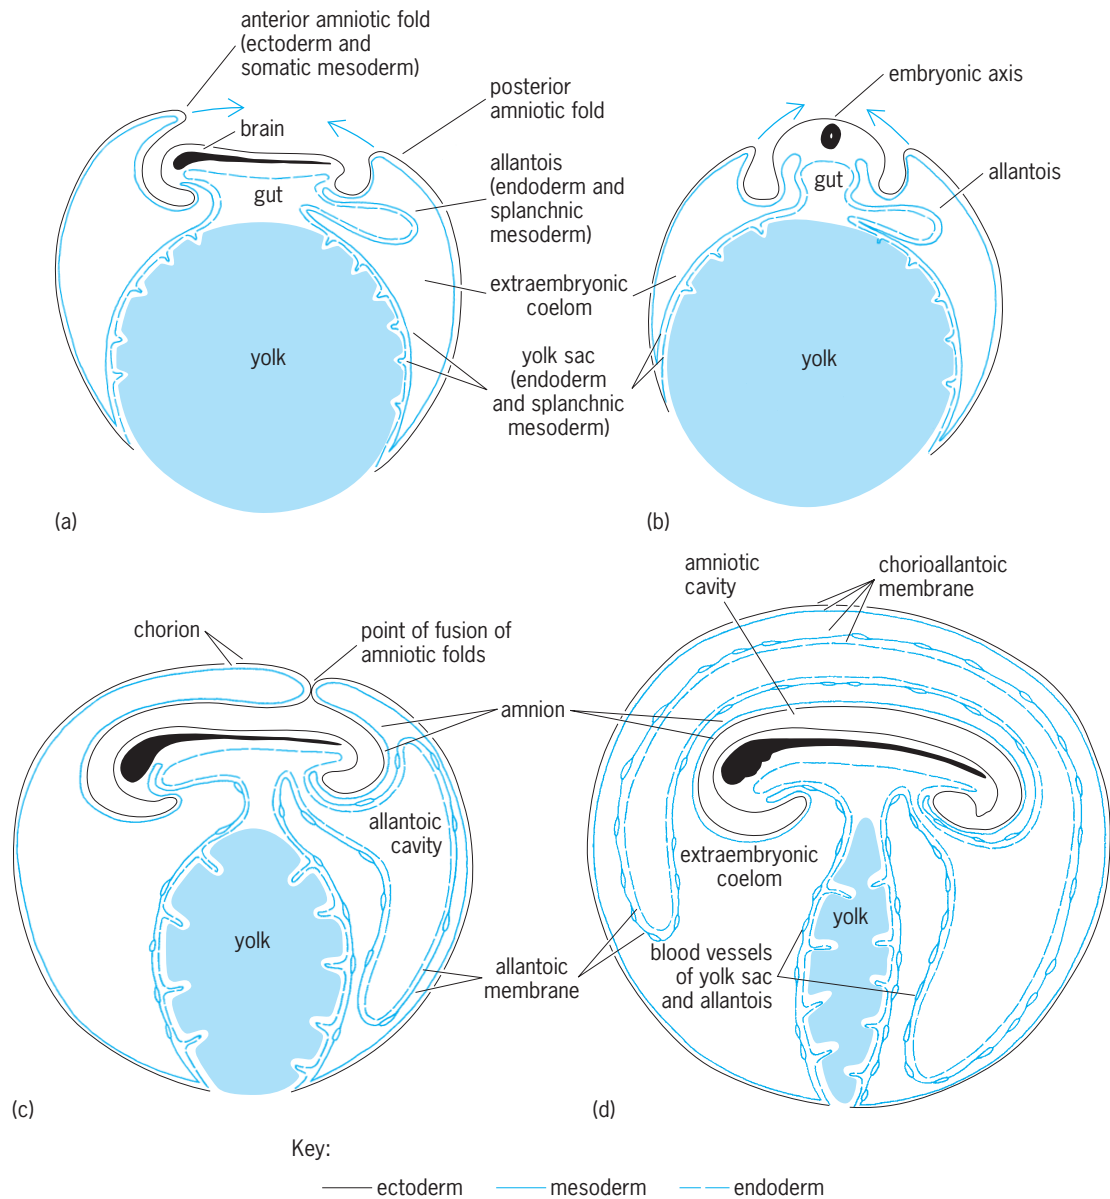 anterior amniotic fold
(ectoderm and
somatic mesoderm)
brain
posterior
amniotic fold
allantois
(endoderm and
splanchnic
mesoderm)
gut
extraembryonic
coelom
yolk
yolk sac
(endoderm
and splanchnic
mesoderm)
(a)
embryonic axis
allantois
gut
yolk
(b)
chorion
point of fusion of
amniotic folds
amnion
allantoic
cavity
yolk
allantoic
membrane
(c)
amniotic
cavity
chorioallantoic
membrane
extraembryonic
coelom
yolk
blood vessels
of yolk sac
and allantois
(d)
Key:
ectoderm
mesoderm
endoderm